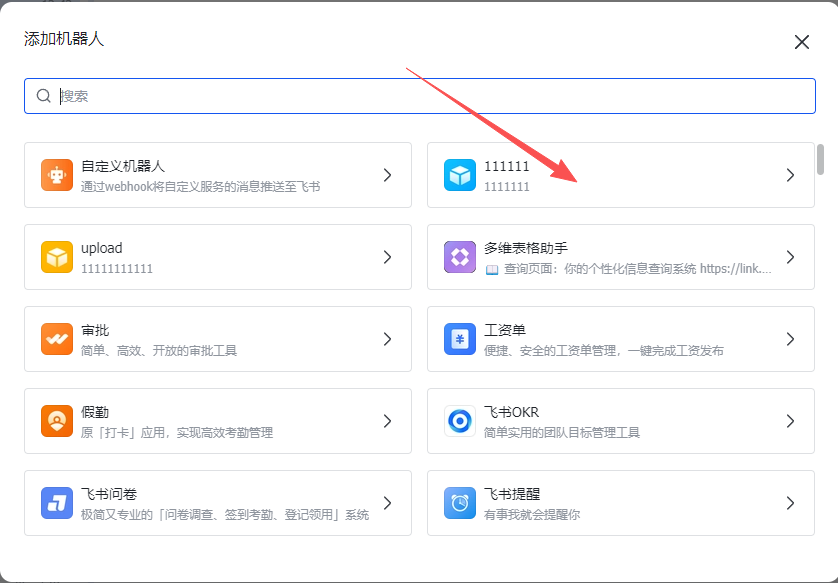 添加机器人
搜索
自定义机器人
通过webhook将自定义服务的消息推送至飞书
111111
1111111
upload
11111111111
多维表格助手
📖 查询页面：你的个性化信息查询系统 https://link....
审批
简单、高效、开放的审批工具
工资单
便捷、安全的工资单管理，一键完成工资发布
假勤
原「打卡」应用，实现高效考勤管理
飞书OKR
简单实用的团队目标管理工具
飞书问卷
极简又专业的「问卷调查、签到考勤、登记领用」系统
飞书提醒
有事我就会提醒你